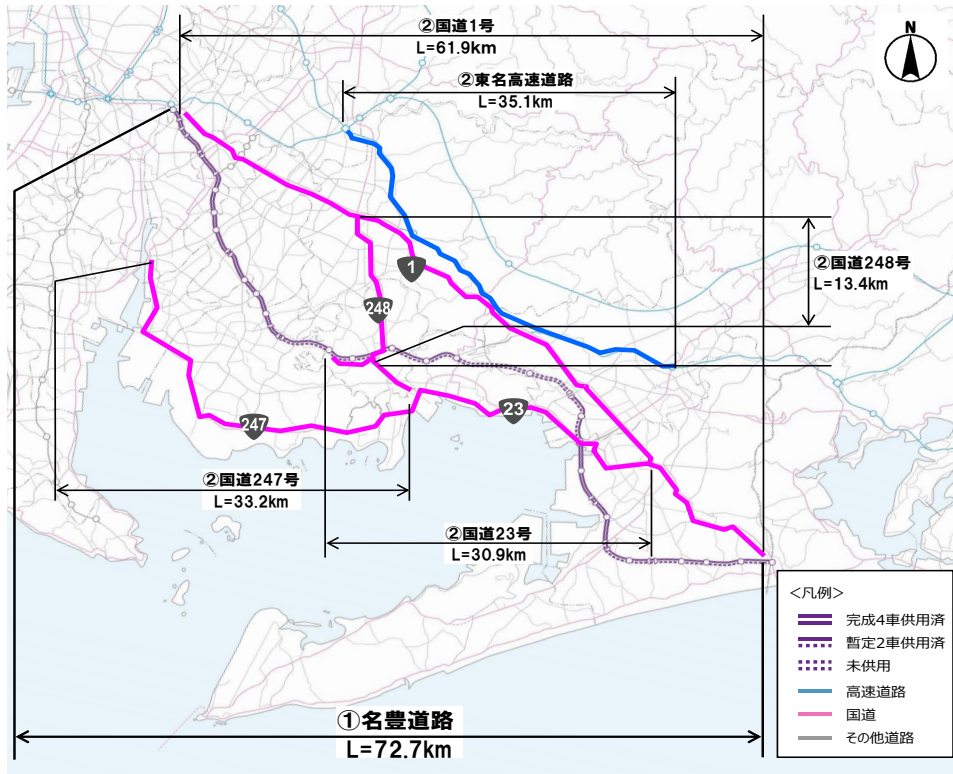 ②国道1号
L=61.9km
N
②東名高速道路
L=35.1km
②国道248号
L=13.4km
1
248
23
247
②国道247号
L=33.2km
②国道23号
L=30.9km
①名豊道路
L=72.7km
<凡例>
完成4車供用済
暫定2車供用済
未供用
高速道路
国道
その他道路